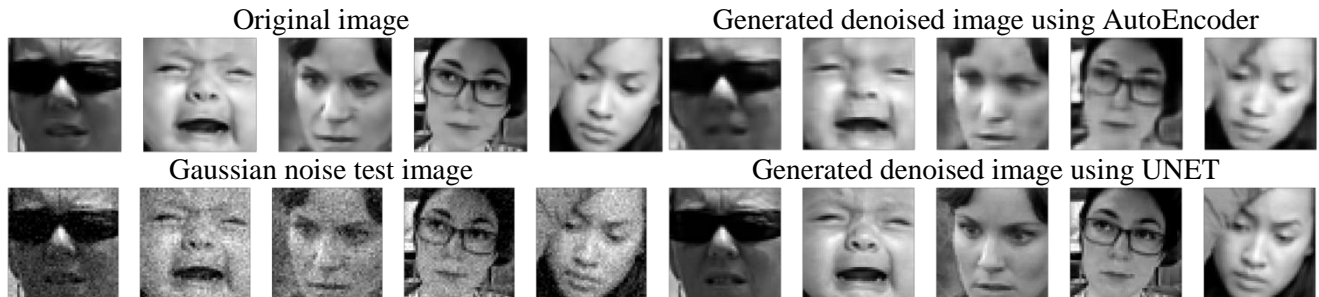 Original image
Generated denoised image using AutoEncoder
Gaussian noise test image
Generated denoised image using UNET